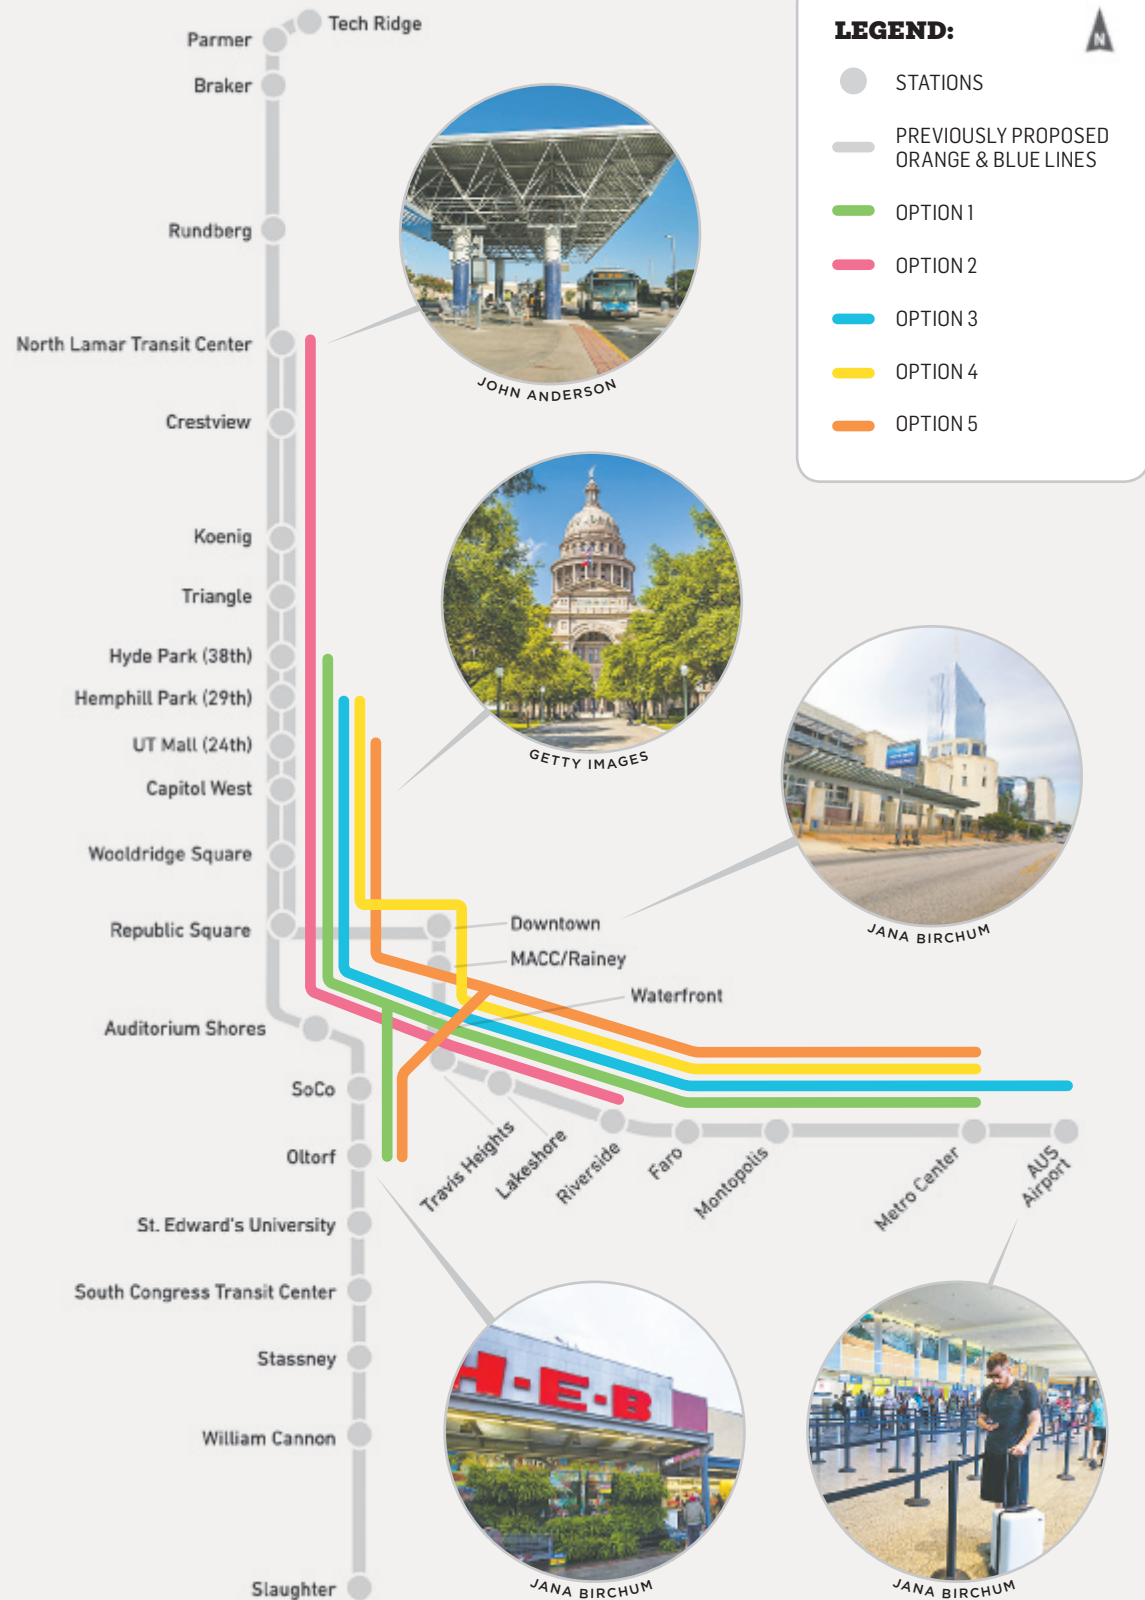 Tech Ridge
Parmer
Braker
Rundberg
North Lamar Transit Center
Crestview
Koenig
Triangle
Hyde Park (38th)
Hemphill Park (29th)
UT Mall (24th)
Capitol West
Wooldridge Square
Republic Square
Auditorium Shores
SoCo
Oltorf
St. Edward's University
South Congress Transit Center
Stassney
William Cannon
Slaughter
Downtown
MACC/Rainey
Waterfront
Travis Heights
Lakeshore
Riverside
Faro
Montopolis
Metro Center
AUS
Airport
LEGEND:
N
STATIONS
PREVIOUSLY PROPOSED
ORANGE & BLUE LINES
OPTION 1
OPTION 2
OPTION 3
OPTION 4
OPTION 5
JOHN ANDERSON
GETTY IMAGES
JANA BIRCHUM
H-E-B
JANA BIRCHUM
JANA BIRCHUM